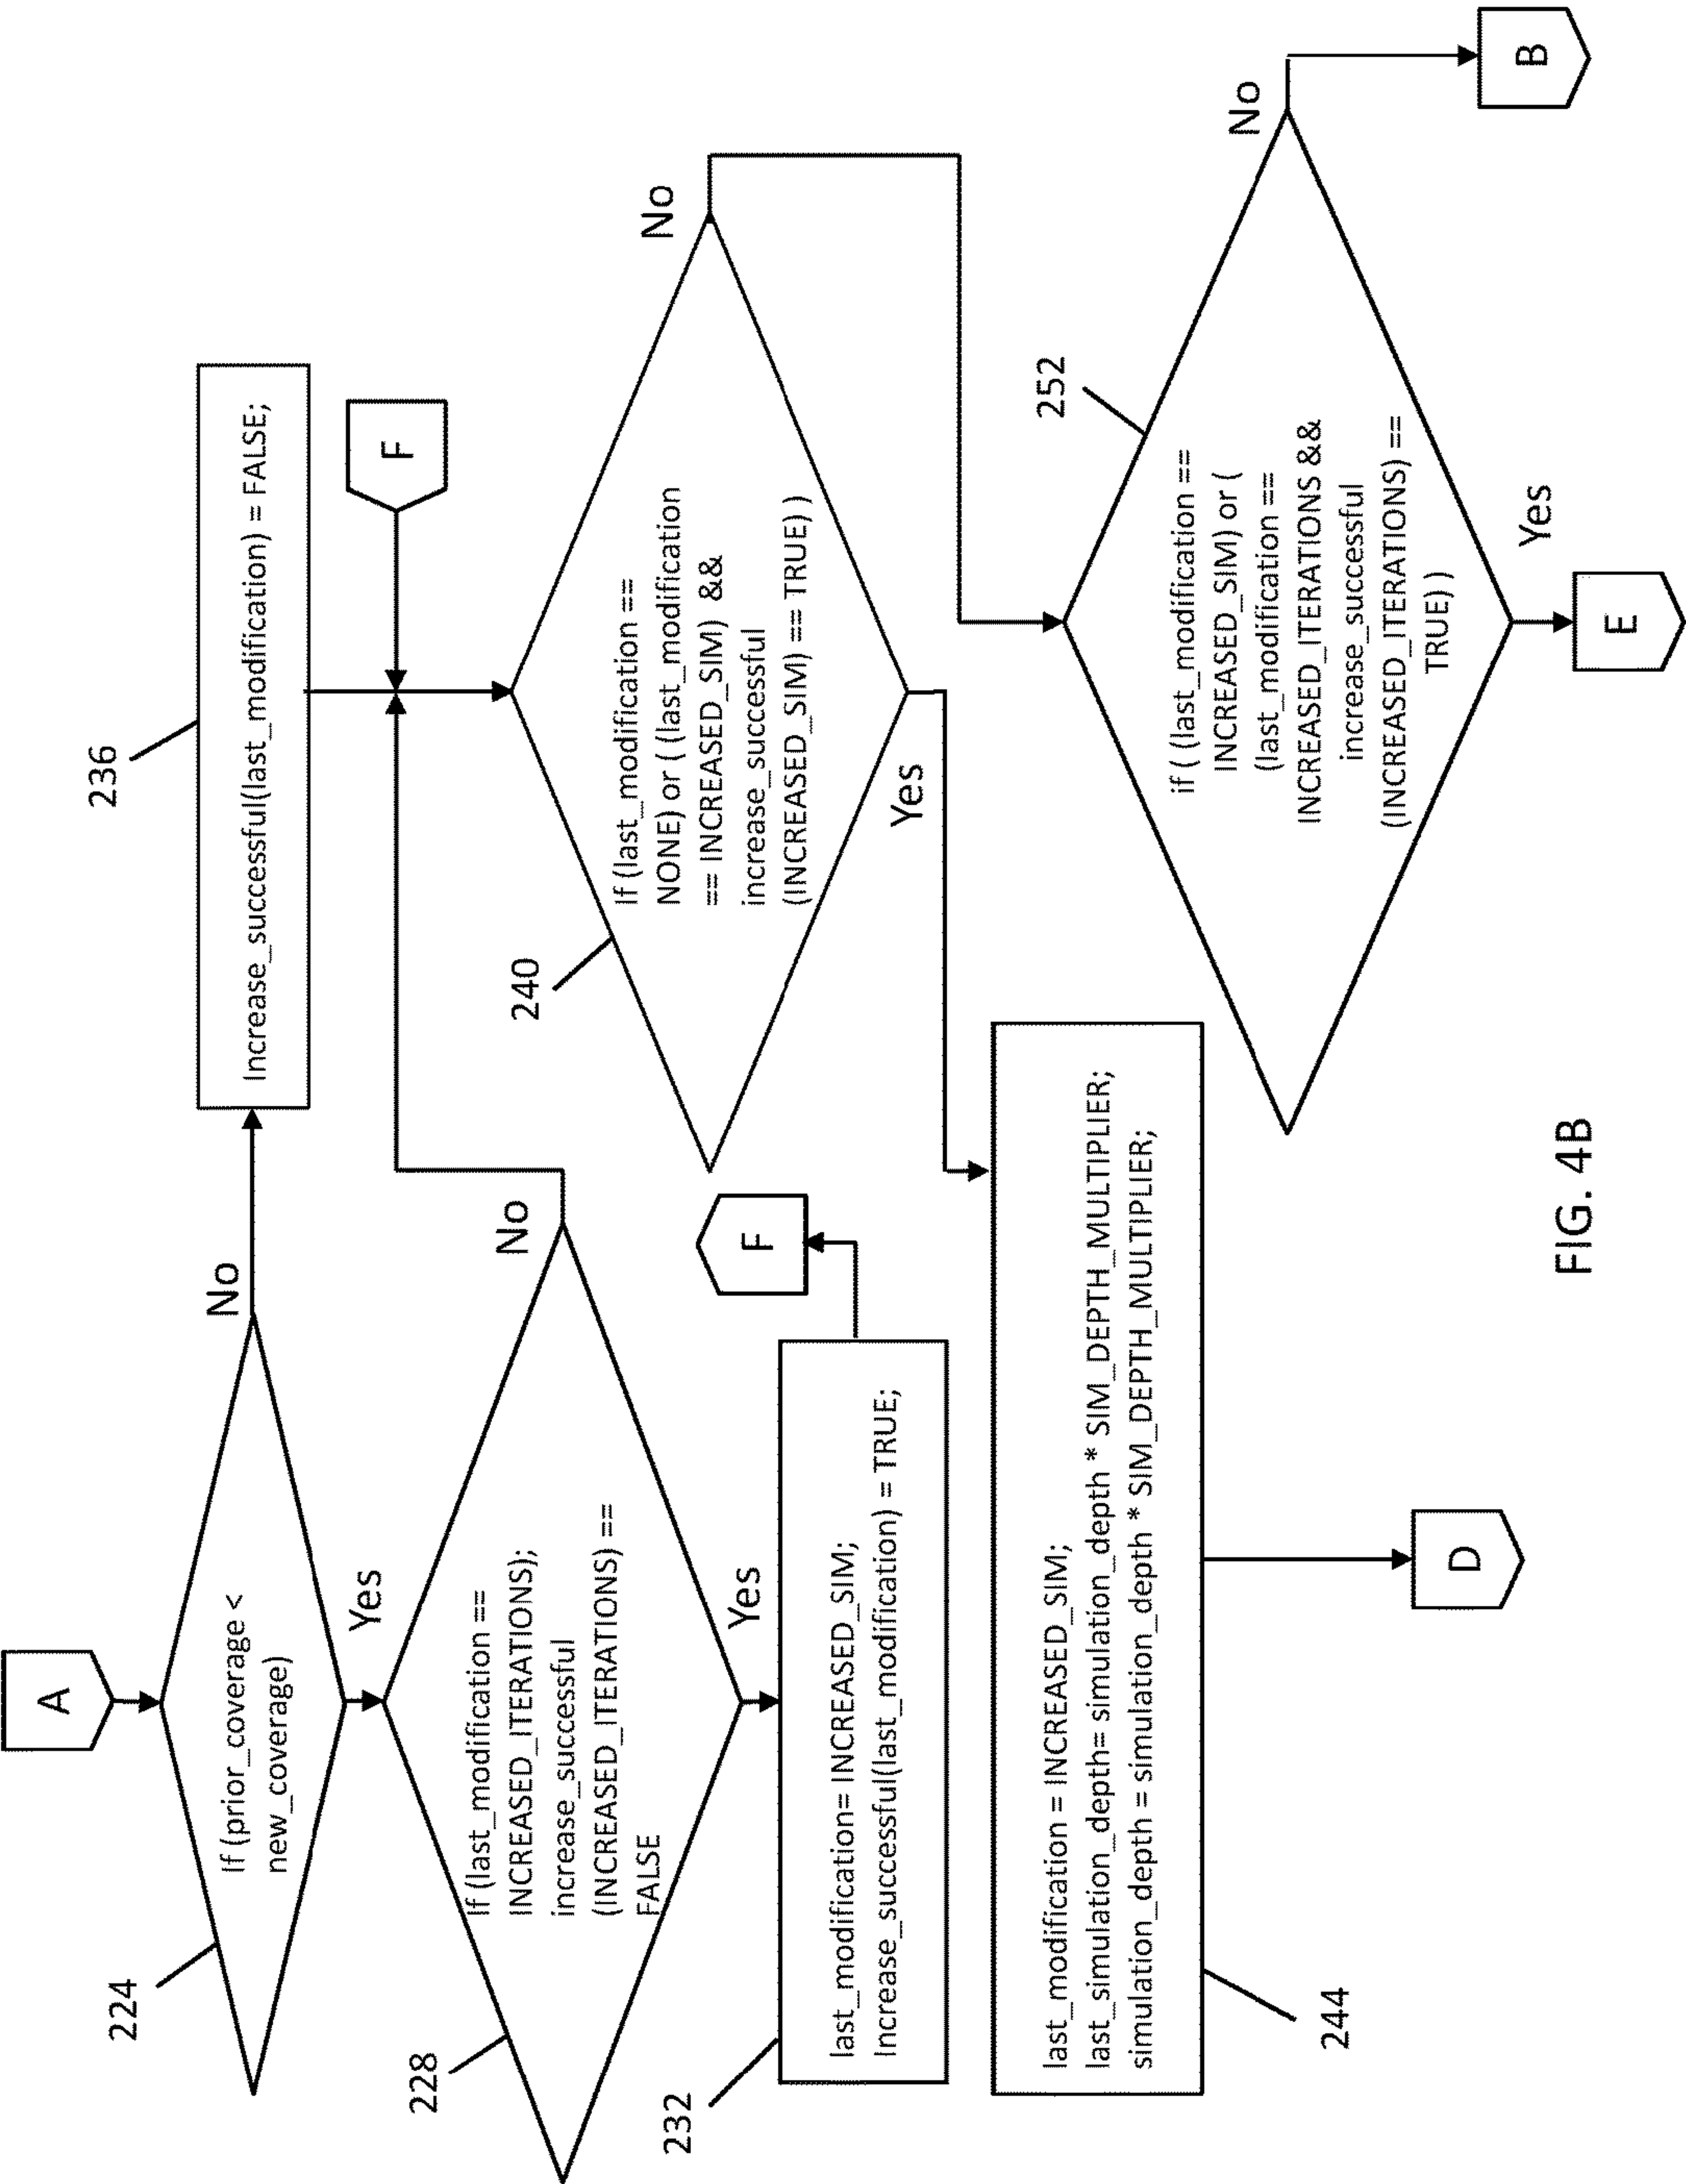 A
224
If (prior_coverage <
new_coverage)
No
Yes
236
Increase_successful(last_modification) = FALSE;
228
If (last_modification ==
INCREASED_ITERATIONS);
increase_successful
(INCREASED_ITERATIONS) ==
FALSE
No
Yes
F
232
last_modification= INCREASED_SIM;
Increase_successful(last_modification) = TRUE;
F
240
If (last_modification ==
NONE) or ( (last_modification
== INCREASED_SIM) &&
increase_successful
(INCREASED_SIM) == TRUE) )
No
Yes
244
last_modification = INCREASED_SIM;
last_simulation_depth= simulation_depth * SIM_DEPTH_MULTIPLIER;
simulation_depth = simulation_depth * SIM_DEPTH_MULTIPLIER;
D
252
if ( (last_modification ==
INCREASED_SIM) or (
(last_modification ==
INCREASED_ITERATIONS &&
increase_successful
(INCREASED_ITERATIONS) ==
TRUE) )
No
Yes
B
E
FIG. 4B